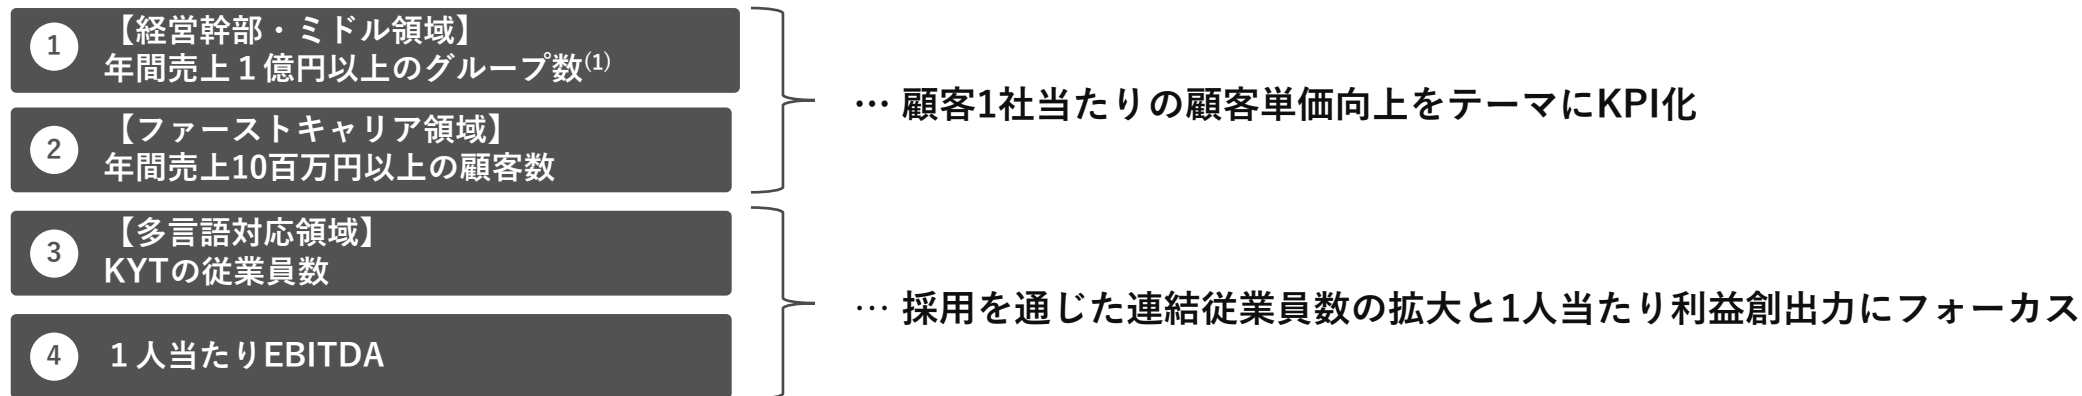 1
【経営幹部・ミドル領域】
年間売上１億円以上のグループ数(1)
2
【ファーストキャリア領域】
年間売上10百万円以上の顧客数
… 顧客1社当たりの顧客単価向上をテーマにKPI化
3
【多言語対応領域】
KYTの従業員数
4
１人当たりEBITDA
… 採用を通じた連結従業員数の拡大と1人当たり利益創出力にフォーカス